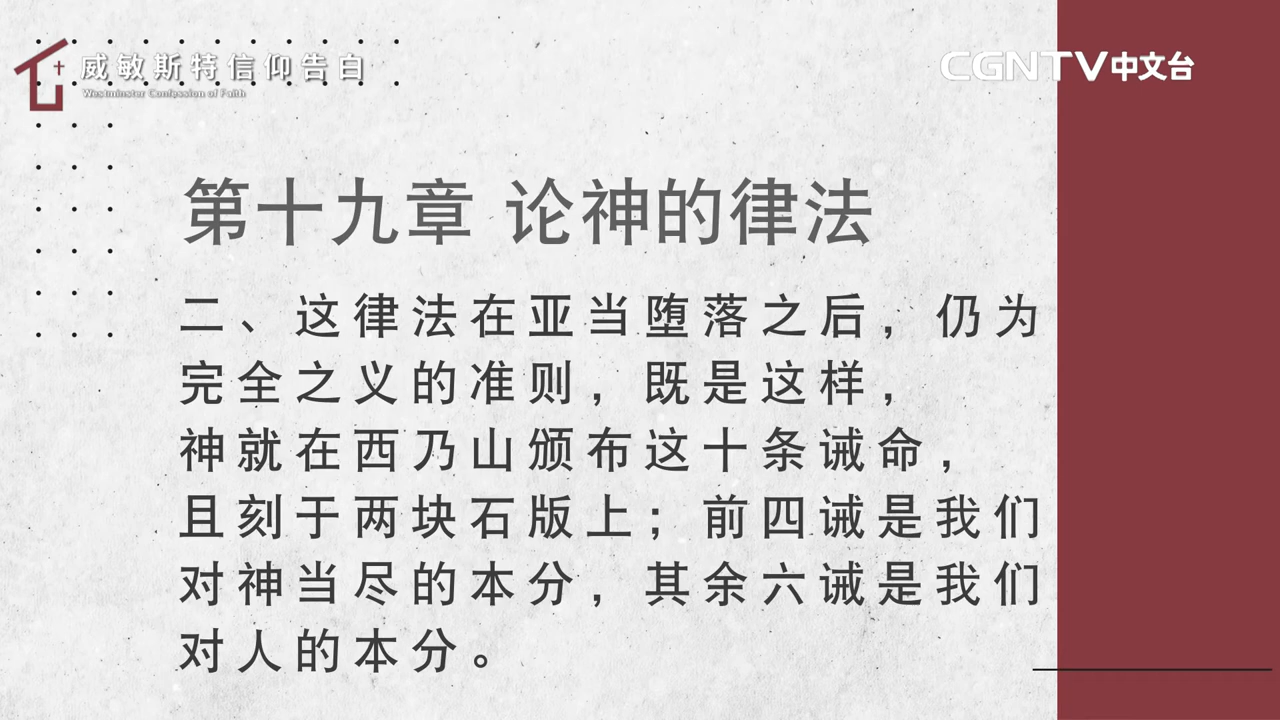 威敏斯特信仰告白
Westminster Confession of Faith
CGNTV中文台
第十九章 论神的律法
二、这律法在亚当堕落之后，仍为
完全之义的准则，既是这样，
神就在西乃山颁布这十条诫命，
且刻于两块石版上；前四诫是我们
对神当尽的本分，其余六诫是我们
对人的本分。